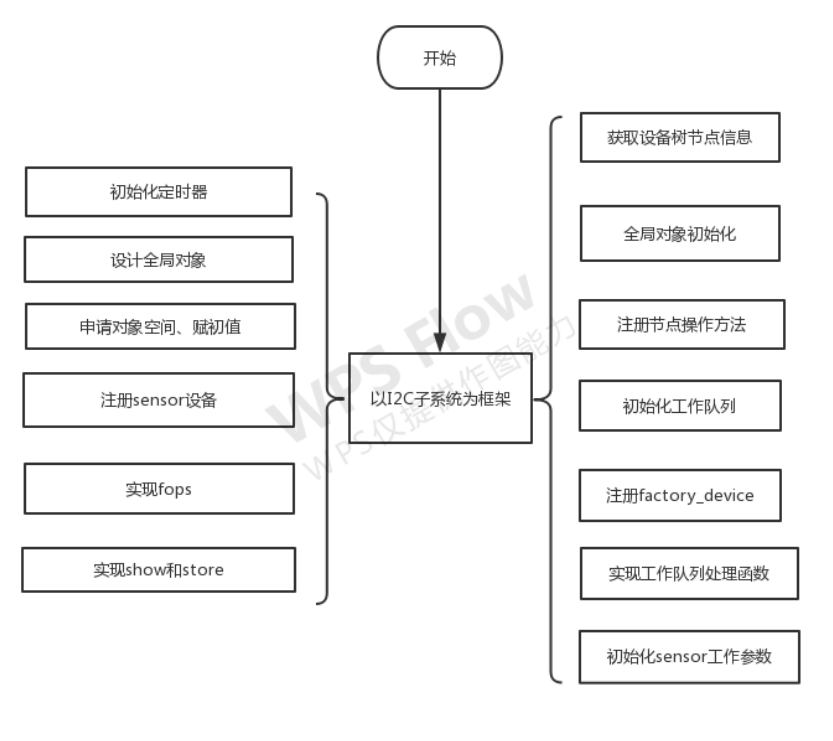 开始
初始化定时器
设计全局对象
申请对象空间、赋初值
注册sensor设备
实现fops
实现show和store
以I2C子系统为框架
获取设备树节点信息
全局对象初始化
注册节点操作方法
初始化工作队列
注册factory_device
实现工作队列处理函数
初始化sensor工作参数
WPS Flow
WPS仅提供作图能力